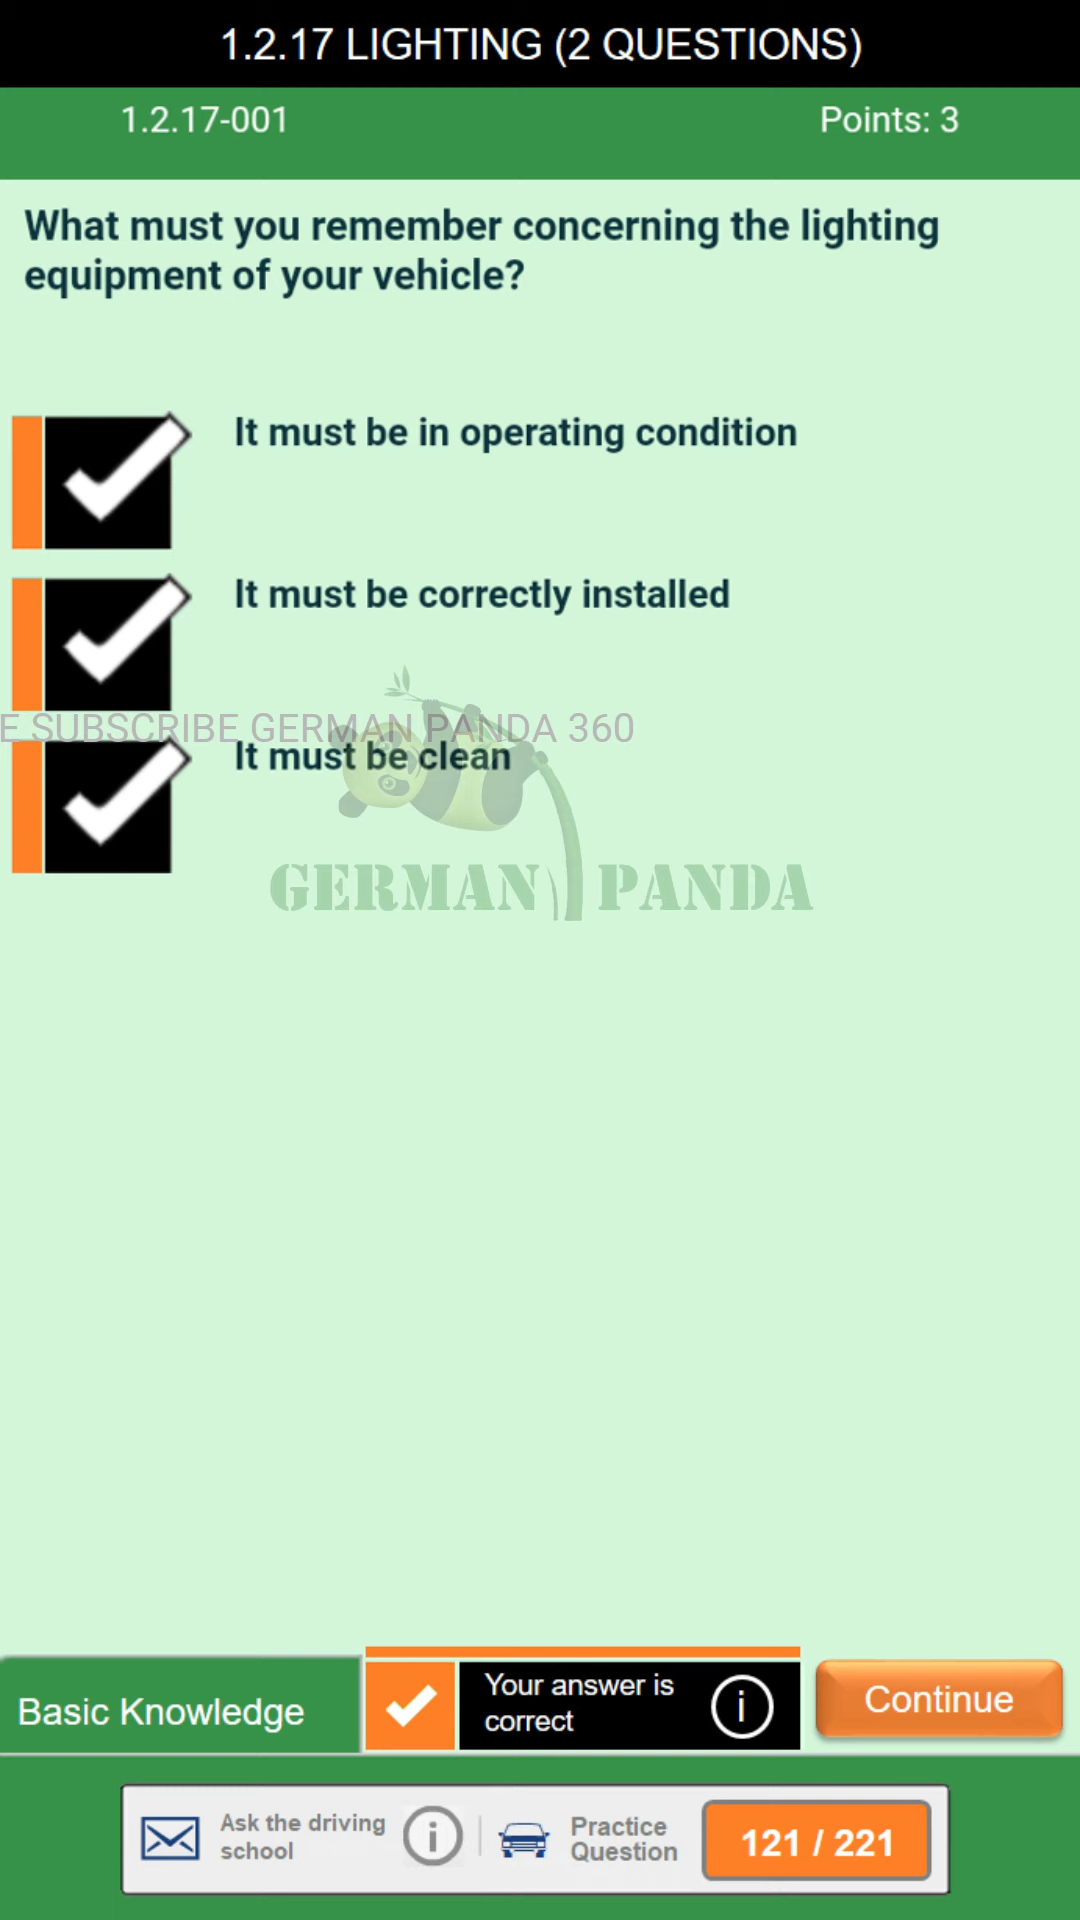 1.2.17 LIGHTING (2 QUESTIONS)
1.2.17-001
Points: 3
What must you remember concerning the lighting
equipment of your vehicle?
It must be in operating condition
It must be correctly installed
E SUBSCRIBE GERMAN PANDA 360
It must be clean
GERMAN PANDA
Basic Knowledge
Your answer is
correct
i
Continue
Ask the driving
school
i
Practice
Question
121 / 221